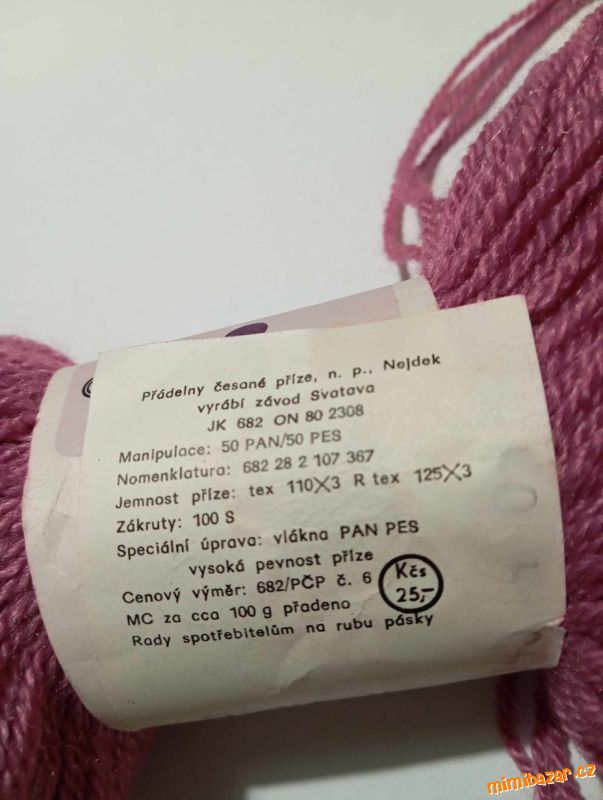 Přádelny česané příze, n. p., Nejdek
vyrábí závod Svatava
JK 682 ON 80 2308
Manipulace: 50 PAN/50 PES
Nomenklatura: 682 28 2 107 367
Jemnost příze: tex 110X3 R tex 125X3
Zákruty: 100 S
Speciální úprava: vlákna PAN PES
vysoká pevnost příze
Cenový výměr: 682/PČP č. 6
MC za cca 100 g přadeno
Kčs
25,-
Rady spotřebitelům na rubu pásky
mimibazar.cz